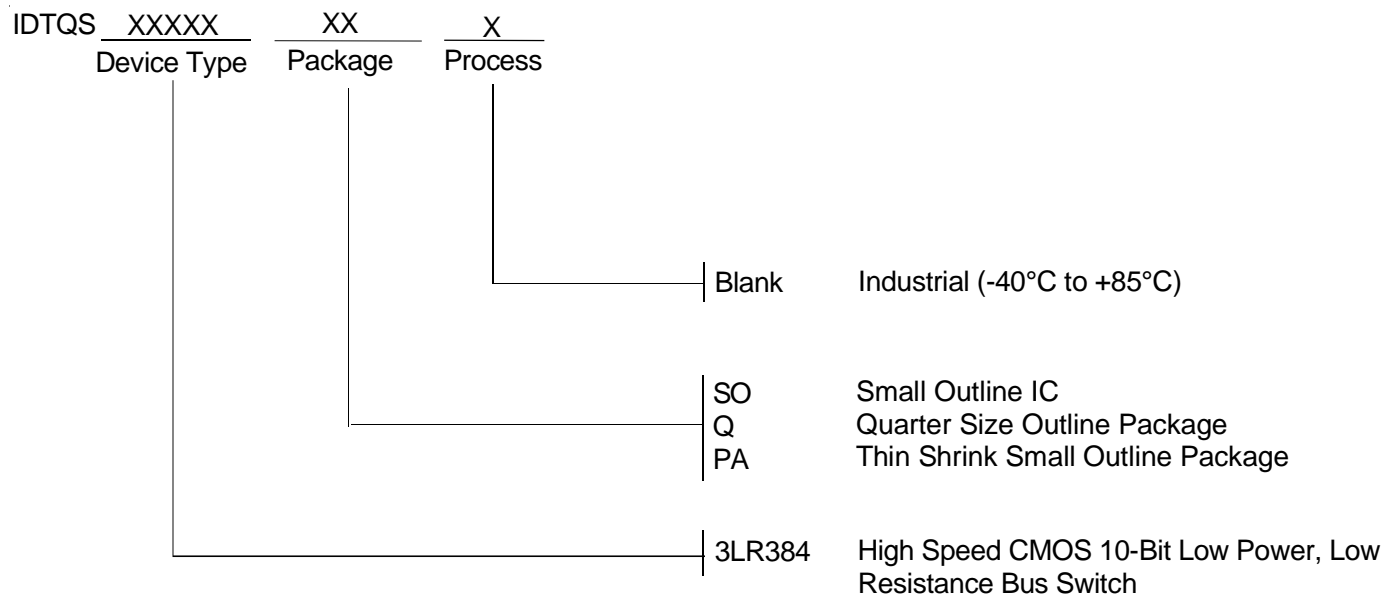 IDTQS XXXXX XX X
Device Type Package Process
Blank Industrial (-40°C to +85°C)
SO Small Outline IC
Q Quarter Size Outline Package
PA Thin Shrink Small Outline Package
3LR384 High Speed CMOS 10-Bit Low Power, Low
Resistance Bus Switch